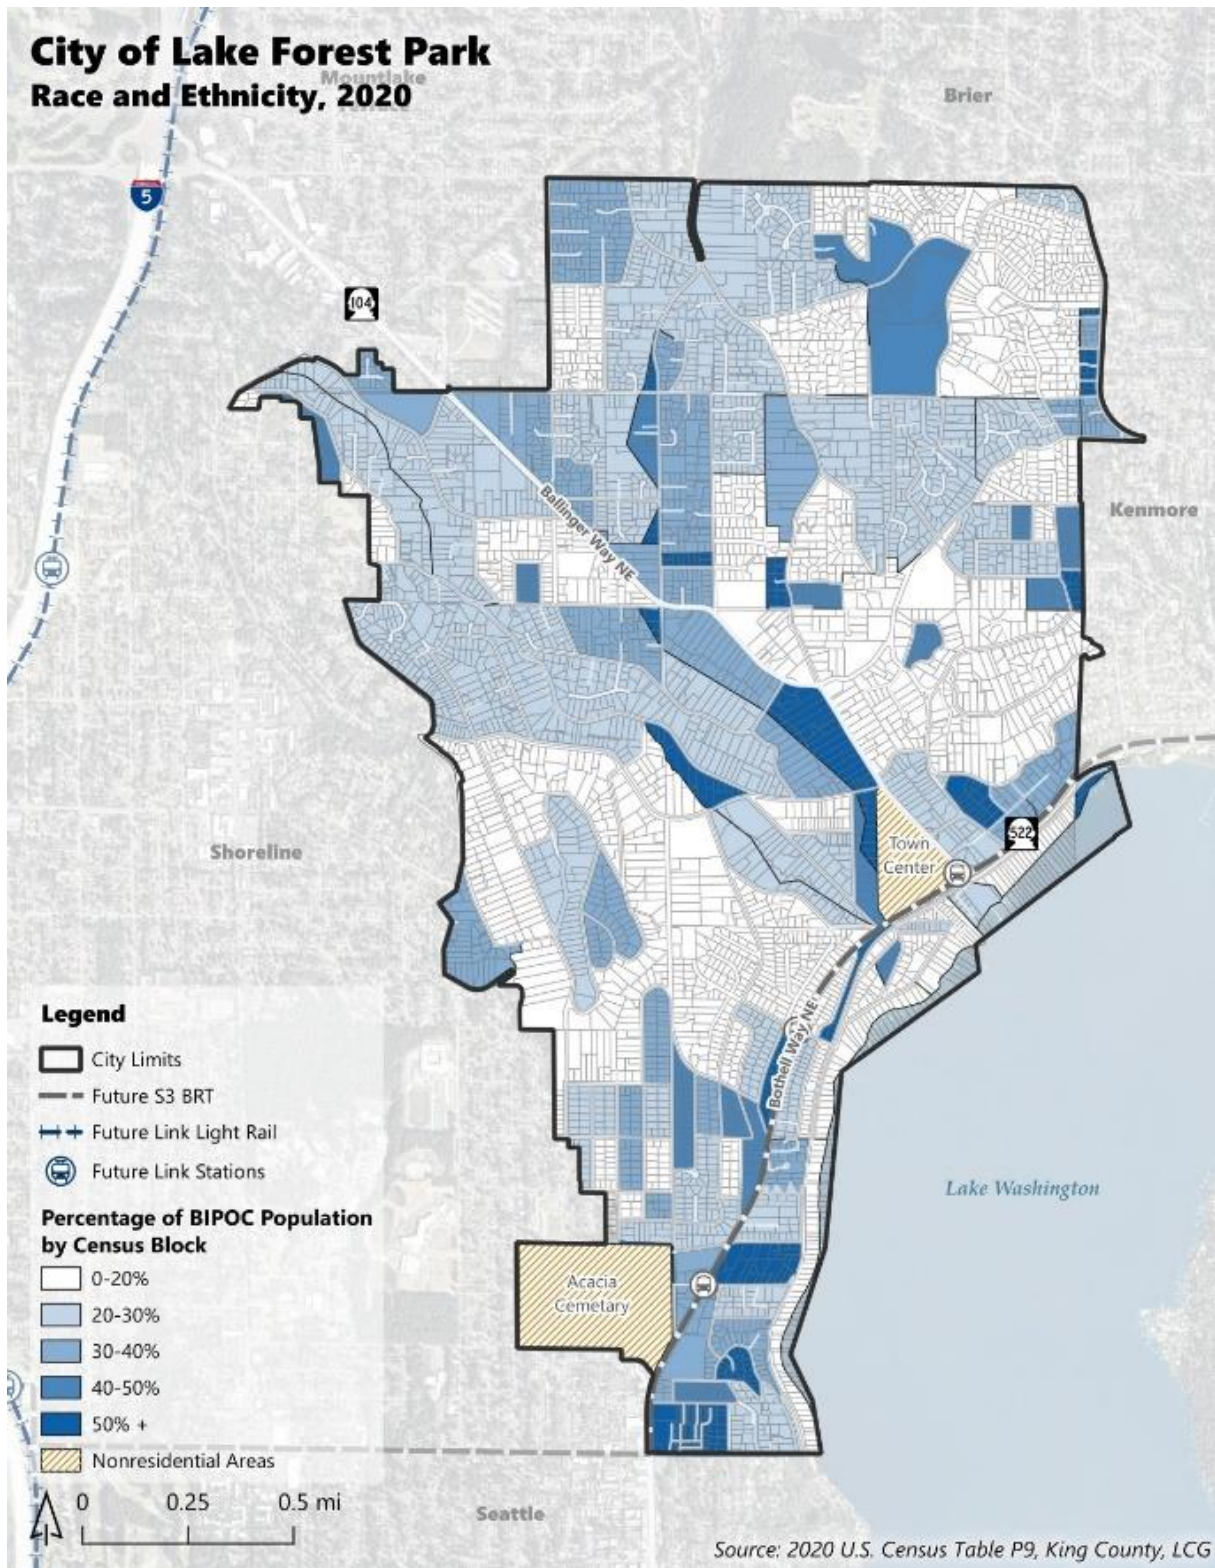 City of Lake Forest Park
Race and Ethnicity, 2020
Mountlake
Brier
5
104
Ballinger Way NE
Kenmore
Shoreline
Town
Center
522
Bothell Way NE
Lake Washington
Acacia
Cemetary
Seattle
Legend
City Limits
Future S3 BRT
Future Link Light Rail
Future Link Stations
Percentage of BIPOC Population
by Census Block
0-20%
20-30%
30-40%
40-50%
50% +
Nonresidential Areas
0 0.25 0.5 mi
Source: 2020 U.S. Census Table P9, King County, LCG